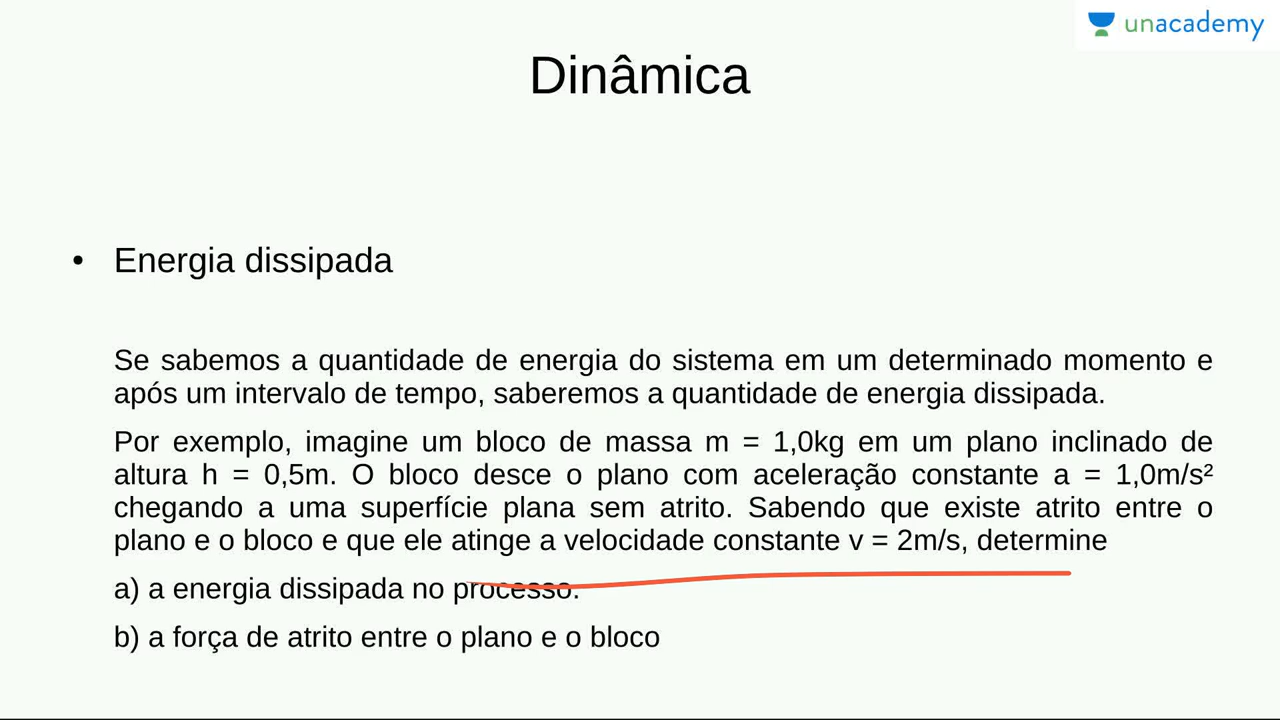 unacademy
Dinâmica
• Energia dissipada
Se sabemos a quantidade de energia do sistema em um determinado momento e
após um intervalo de tempo, saberemos a quantidade de energia dissipada.
Por exemplo, imagine um bloco de massa m = 1,0kg em um plano inclinado de
altura h = 0,5m. O bloco desce o plano com aceleração constante a = 1,0m/s²
chegando a uma superfície plana sem atrito. Sabendo que existe atrito entre o
plano e o bloco e que ele atinge a velocidade constante v = 2m/s, determine
a) a energia dissipada no processo.
b) a força de atrito entre o plano e o bloco